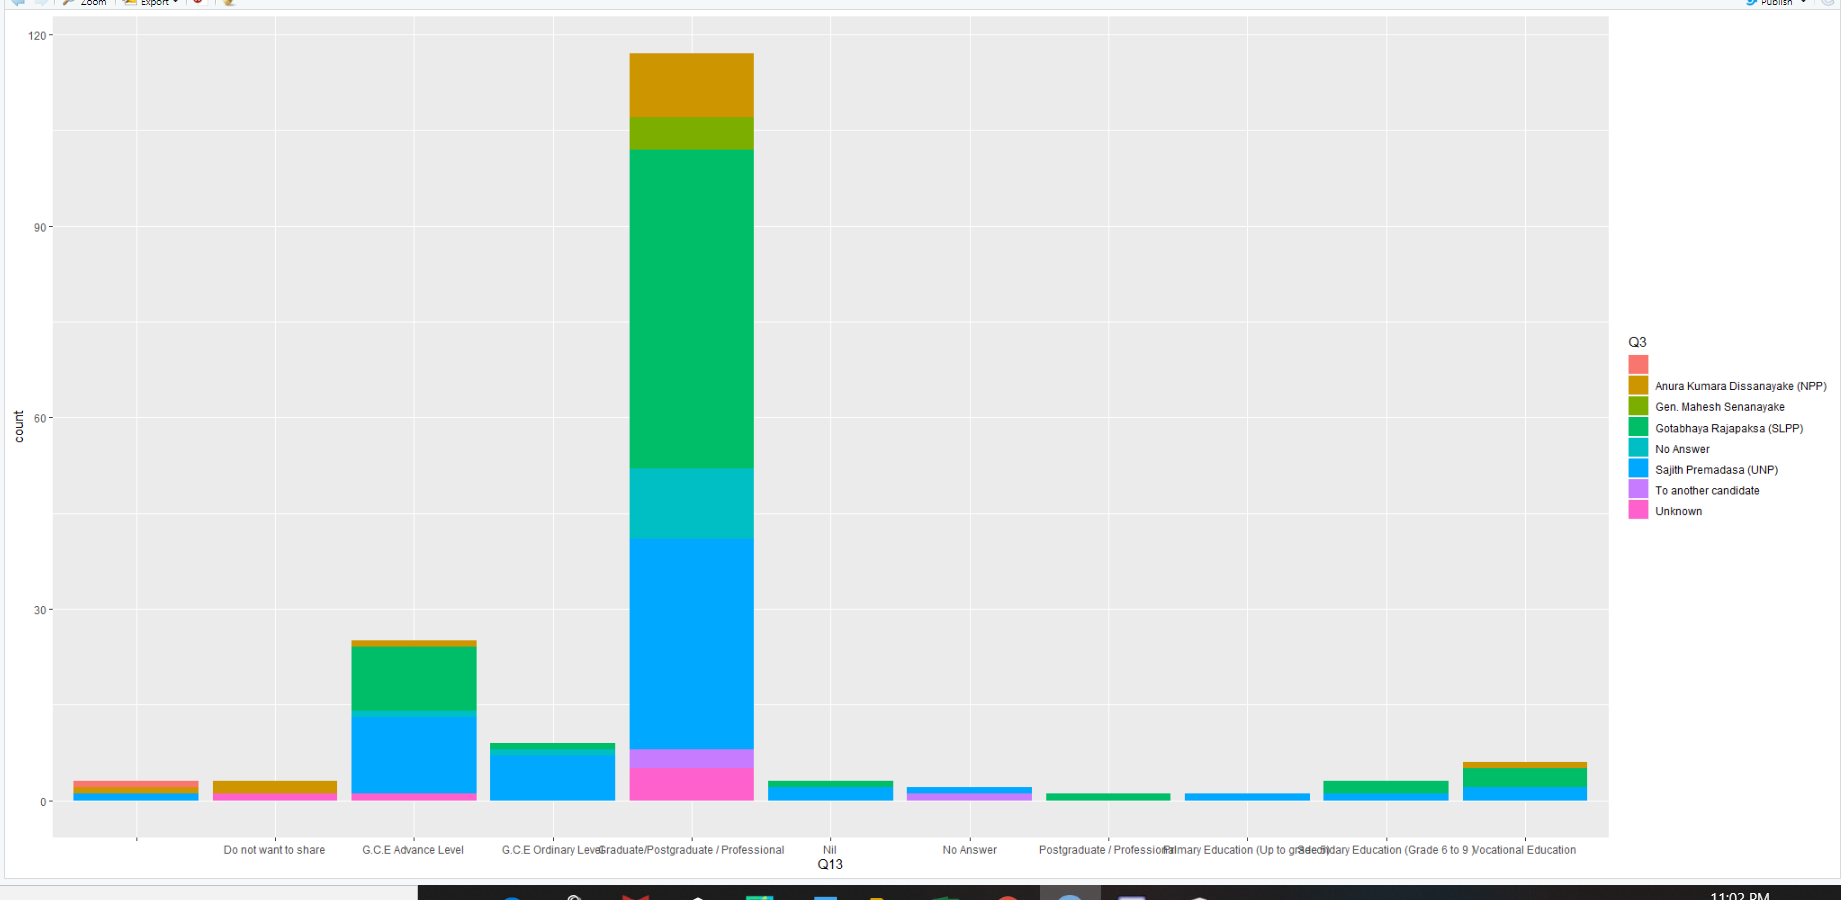 Zoom Export Publish
120
90
60
30
0
count
Do not want to share
G.C.E Advance Level
G.C.E Ordinary Level
Graduate/Postgraduate / Professional
Nil
No Answer
Postgraduate / Professional
Primary Education (Up to grade 5)
Secondary Education (Grade 6 to 9 )
Vocational Education
Q13
Q3
Anura Kumara Dissanayake (NPP)
Gen. Mahesh Senanayake
Gotabhaya Rajapaksa (SLPP)
No Answer
Sajith Premadasa (UNP)
To another candidate
Unknown
11:02 PM